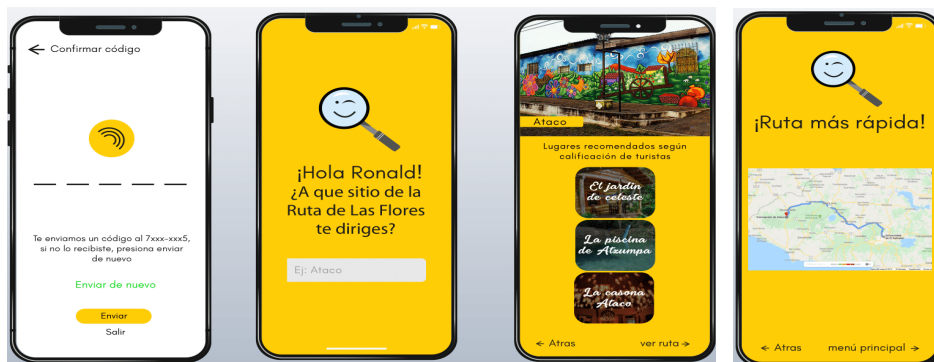 ← Confirmar código
Te enviamos un código al 7xxx-xxx5,
si no lo recibiste, presiona enviar
de nuevo
Enviar de nuevo
Enviar
Salir
¡Hola Ronald!
¿A que sitio de la
Ruta de Las Flores
te diriges?
Ej: Ataco
Ataco
Lugares recomendados según
calificación de turistas
El jardín
de celeste
La piscina
de Atzumpa
La casona
Ataco
← Atras
ver ruta →
¡Ruta más rápida!
← Atras
menú principal →